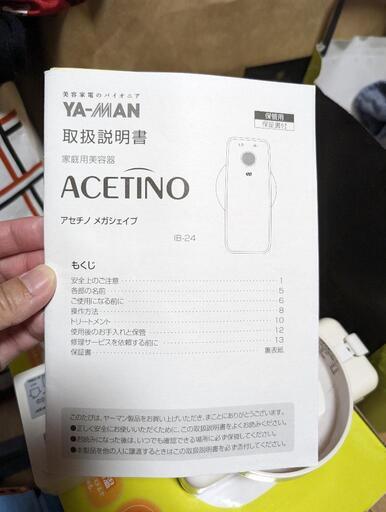 美容家電のパイオニア
YA-MAN
保管用
保証書付
取扱説明書
家庭用美容器
ACETINO
アセチノ メガシェイプ
IB-24
もくじ
安全上のご注意 1
各部の名前 5
ご使用になる前に 6
操作方法 8
トリートメント 10
使用後のお手入れと保管 12
修理サービスを依頼する前に 13
保証書 裏表紙
このたびは、ヤーマン製品をお買い上げいただき、まことにありがとうございます。
●正しく安全にお使いいただくために、この取扱説明書を必ずお読みください。
●お読みになった後は、いつでも確認できる場所に必ず保管してください。
●本製品を他の人に譲渡するときは必ずこの取扱説明書を必ず添付してください。